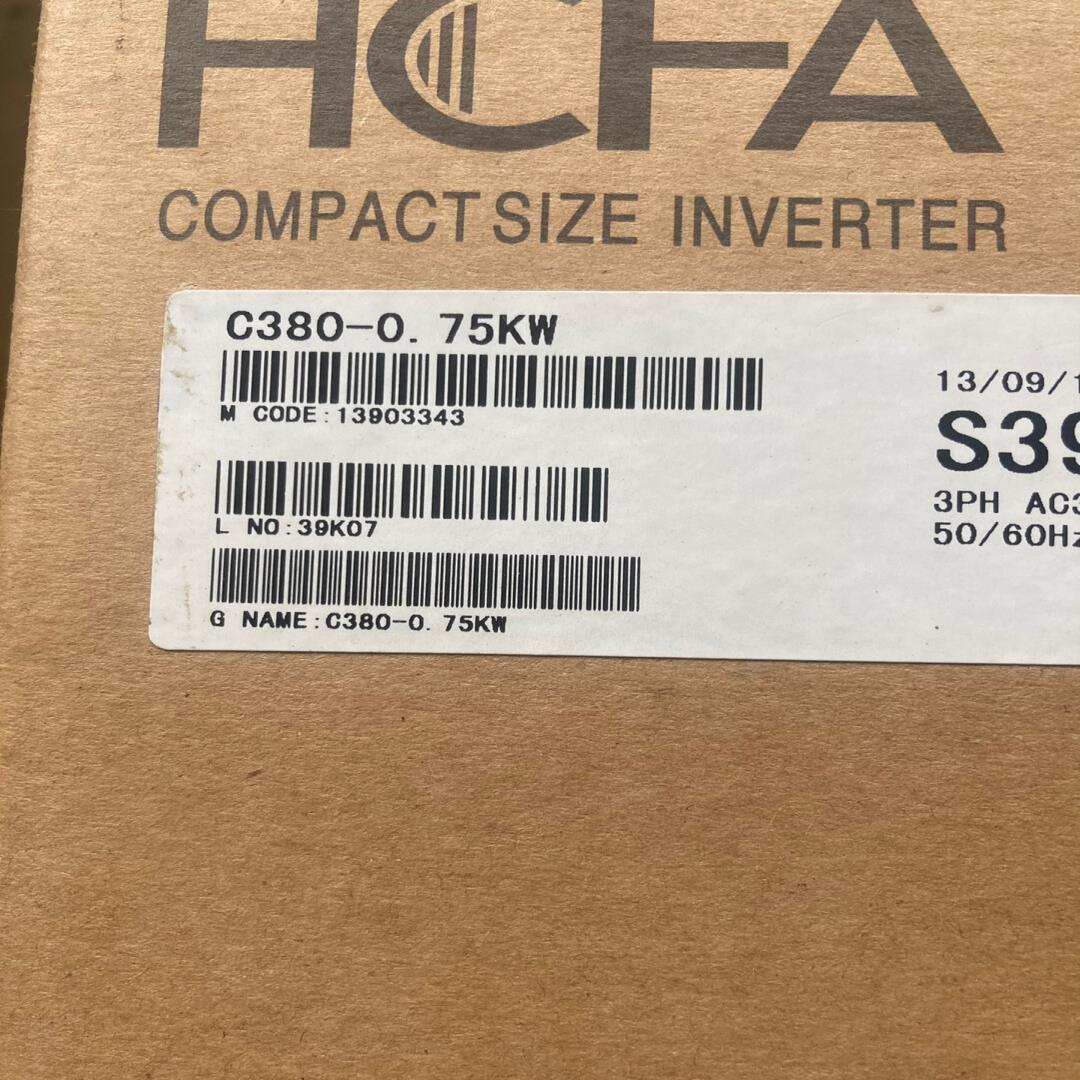 HCFA
COMPACT SIZE INVERTER
C380-0. 75KW
M CODE:13903343
L NO:39K07
G NAME:C380-0. 75KW
13/09/1
S39
3PH AC3
50/60Hz